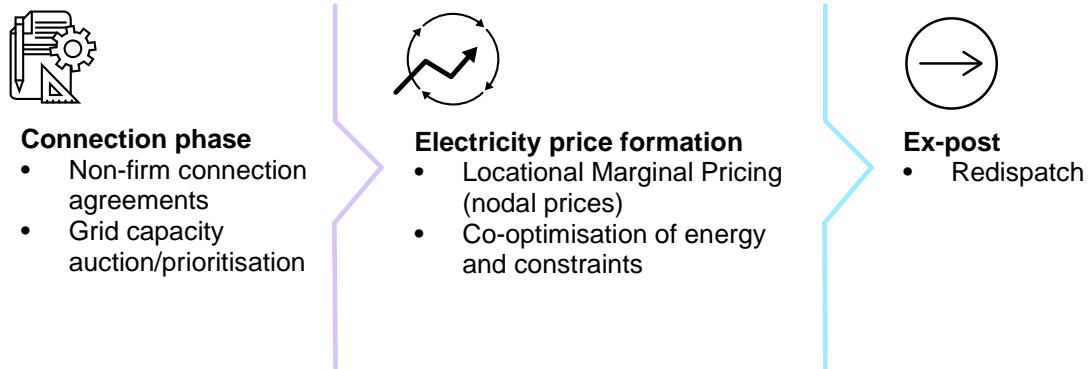 Connection phase
• Non-firm connection
agreements
• Grid capacity
auction/prioritisation
Electricity price formation
• Locational Marginal Pricing
(nodal prices)
• Co-optimisation of energy
and constraints
Ex-post
• Redispatch